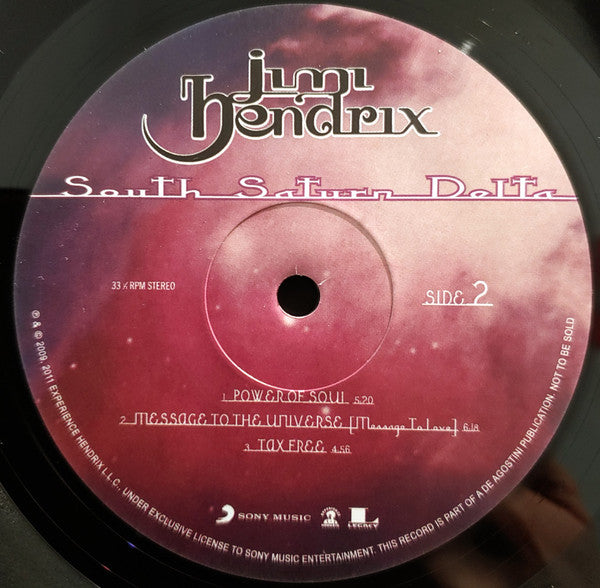 jimi
hendrix
South Saturn Delta
33 ⅓ RPM STEREO
SIDE 2
1. POWER OF SOUL 5:20
2. MESSAGE TO THE UNIVERSE [Message To Love] 6:18
3. TAX FREE 4:56
SONY MUSIC
LEGACY
℗ & © 2009, 2011 EXPERIENCE HENDRIX L.L.C., UNDER EXCLUSIVE LICENSE TO SONY MUSIC ENTERTAINMENT. THIS RECORD IS PART OF A DE AGOSTINI PUBLICATION. NOT TO BE SOLD